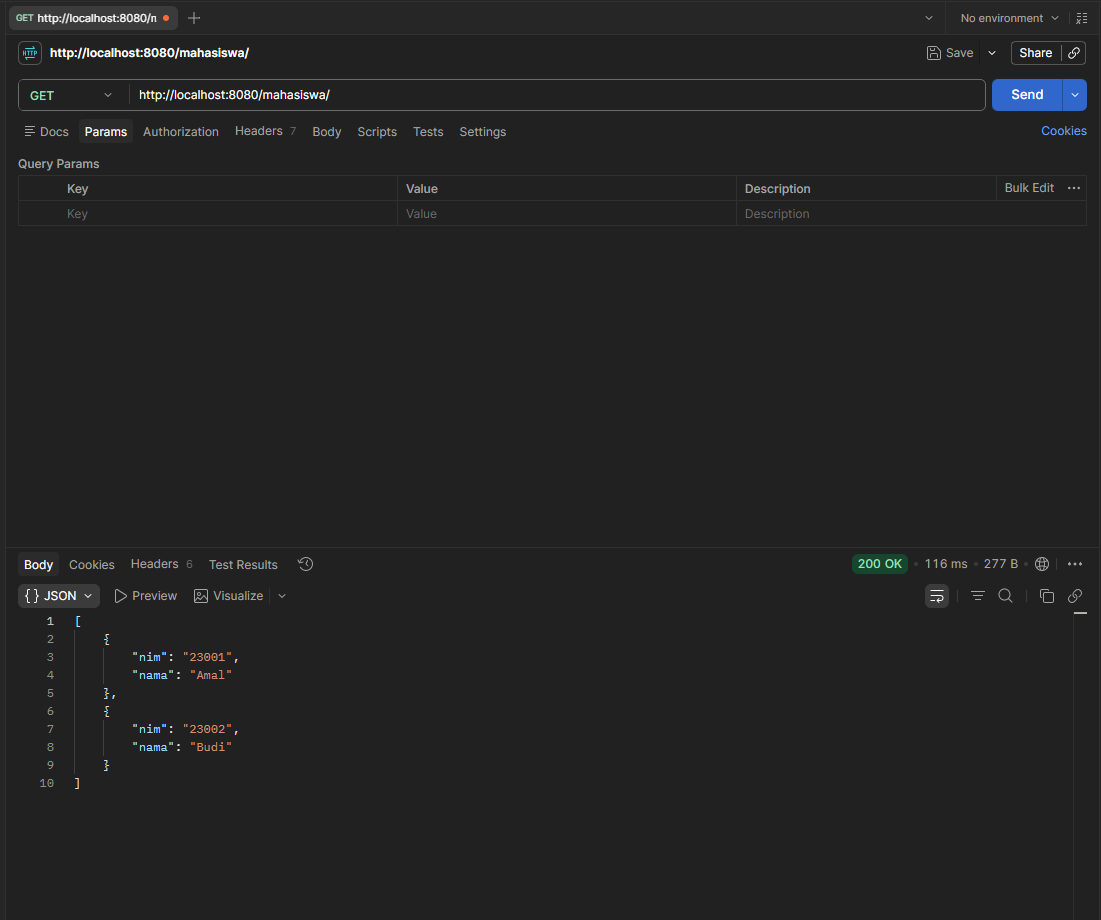 GET http://localhost:8080/n
No environment
HTTP http://localhost:8080/mahasiswa/ Save Share
GET http://localhost:8080/mahasiswa/ Send
Docs Params Authorization Headers 7 Body Scripts Tests Settings Cookies
Query Params
Key Value Description Bulk Edit
Key Value Description
Body Cookies Headers 6 Test Results 200 OK 116 ms 277 B
{} JSON Preview Visualize
1 [
2 {
3 "nim": "23001",
4 "nama": "Amal"
5 },
6 {
7 "nim": "23002",
8 "nama": "Budi"
9 }
10 ]